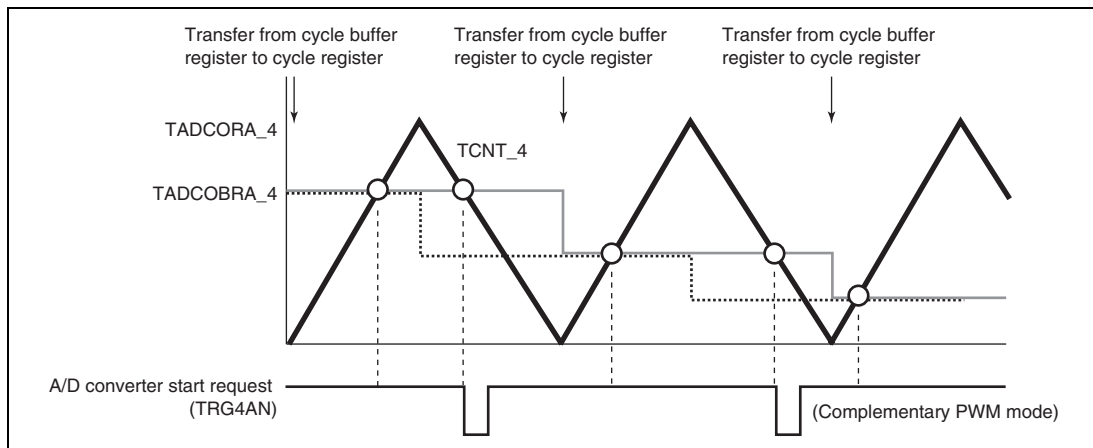 Transfer from cycle buffer
register to cycle register
Transfer from cycle buffer
register to cycle register
Transfer from cycle buffer
register to cycle register
TADCORA_4
TCNT_4
TADCOBRA_4
A/D converter start request
(TRG4AN)
(Complementary PWM mode)